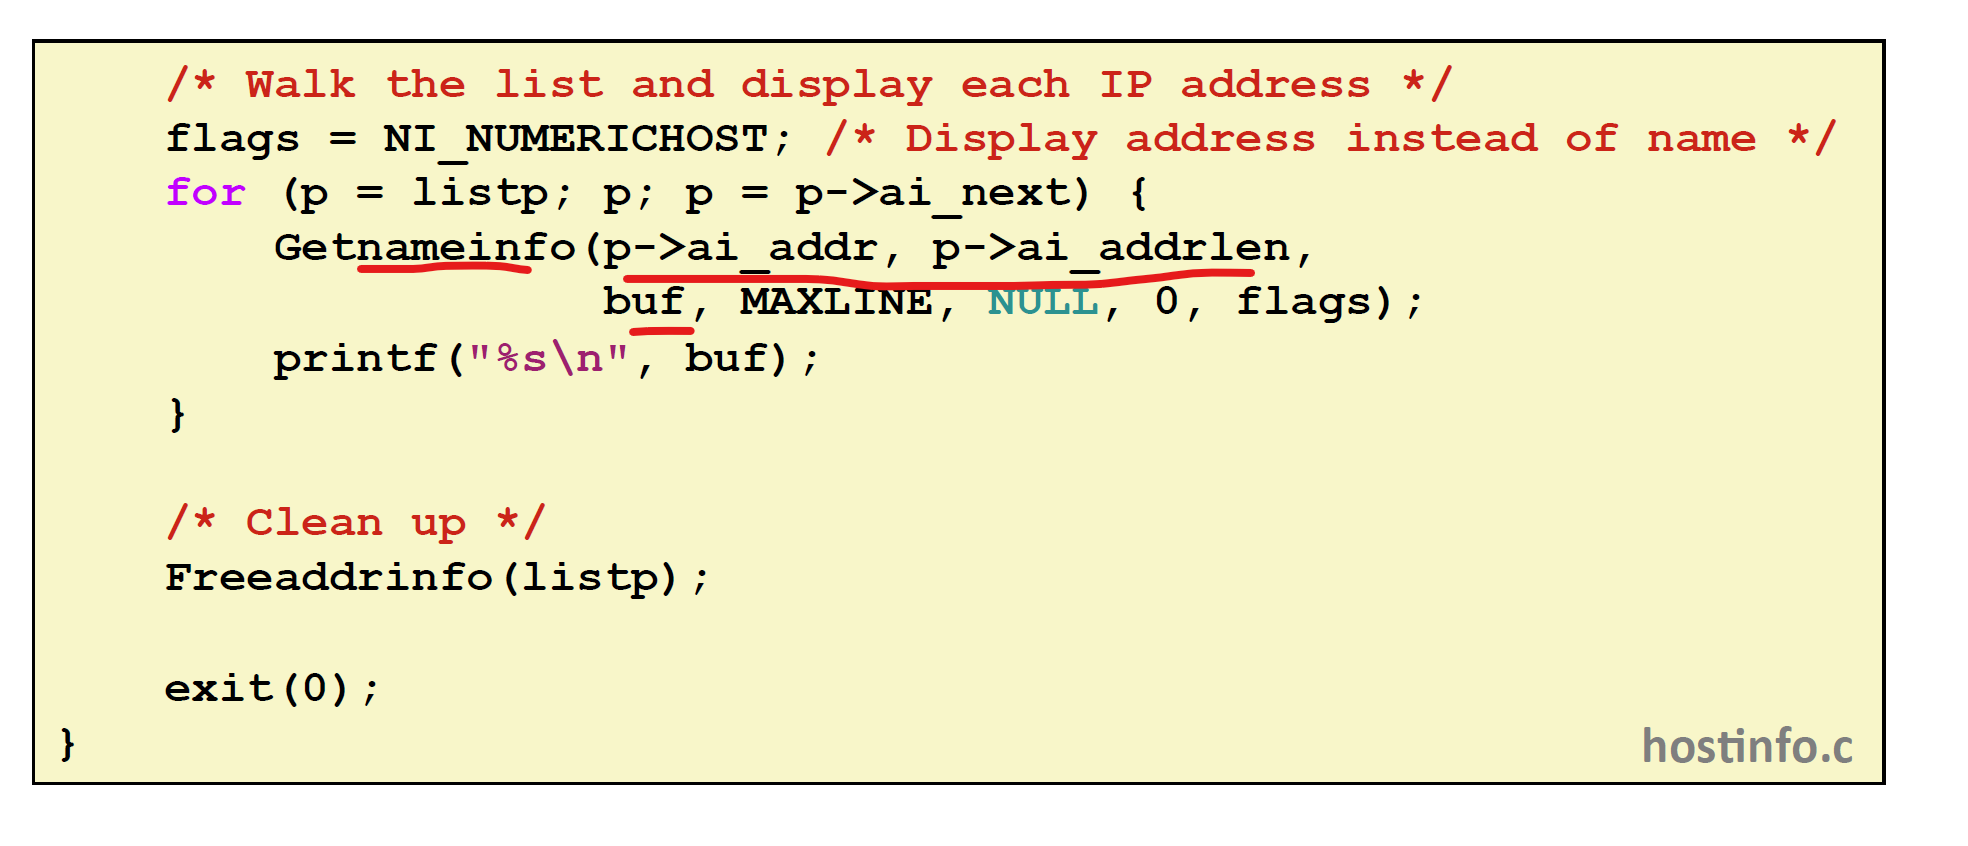 /* Walk the list and display each IP address */
flags = NI_NUMERICHOST; /* Display address instead of name */
for (p = listp; p; p = p->ai_next) {
Getnameinfo(p->ai_addr, p->ai_addrlen,
buf, MAXLINE, NULL, 0, flags);
printf("%s\n", buf);
}
/* Clean up */
Freeaddrinfo(listp);
exit(0);
}
hostinfo.c